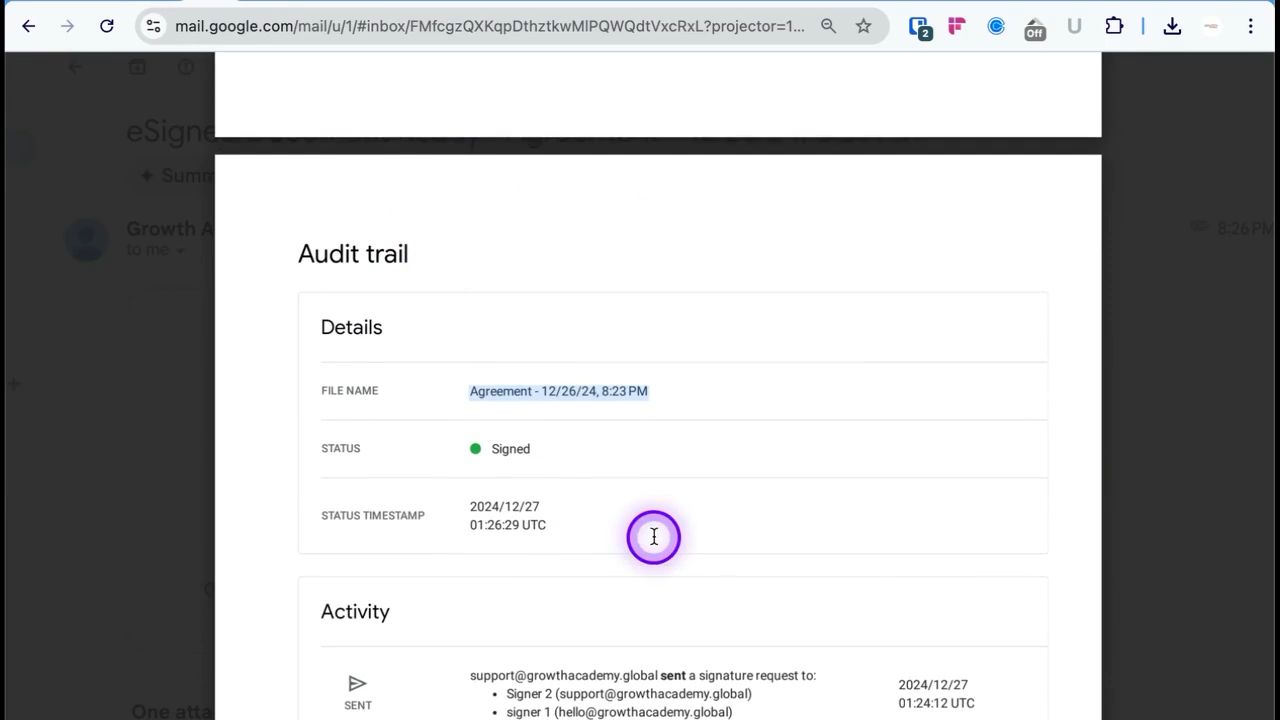 mail.google.com/mail/u/1/#inbox/FMfcgzQXKqpDthztkwMlPQWQdtVxcRxL?projector=1...
2
Off
U
eSigne
Summ
Growth A
to me
8:26 PM
Audit trail
Details
FILE NAME
Agreement - 12/26/24, 8:23 PM
STATUS
Signed
STATUS TIMESTAMP
2024/12/27
01:26:29 UTC
Activity
support@growthacademy.global sent a signature request to:
• Signer 2 (support@growthacademy.global)
• signer 1 (hello@growthacademy.global)
SENT
2024/12/27
01:24:12 UTC
One atta